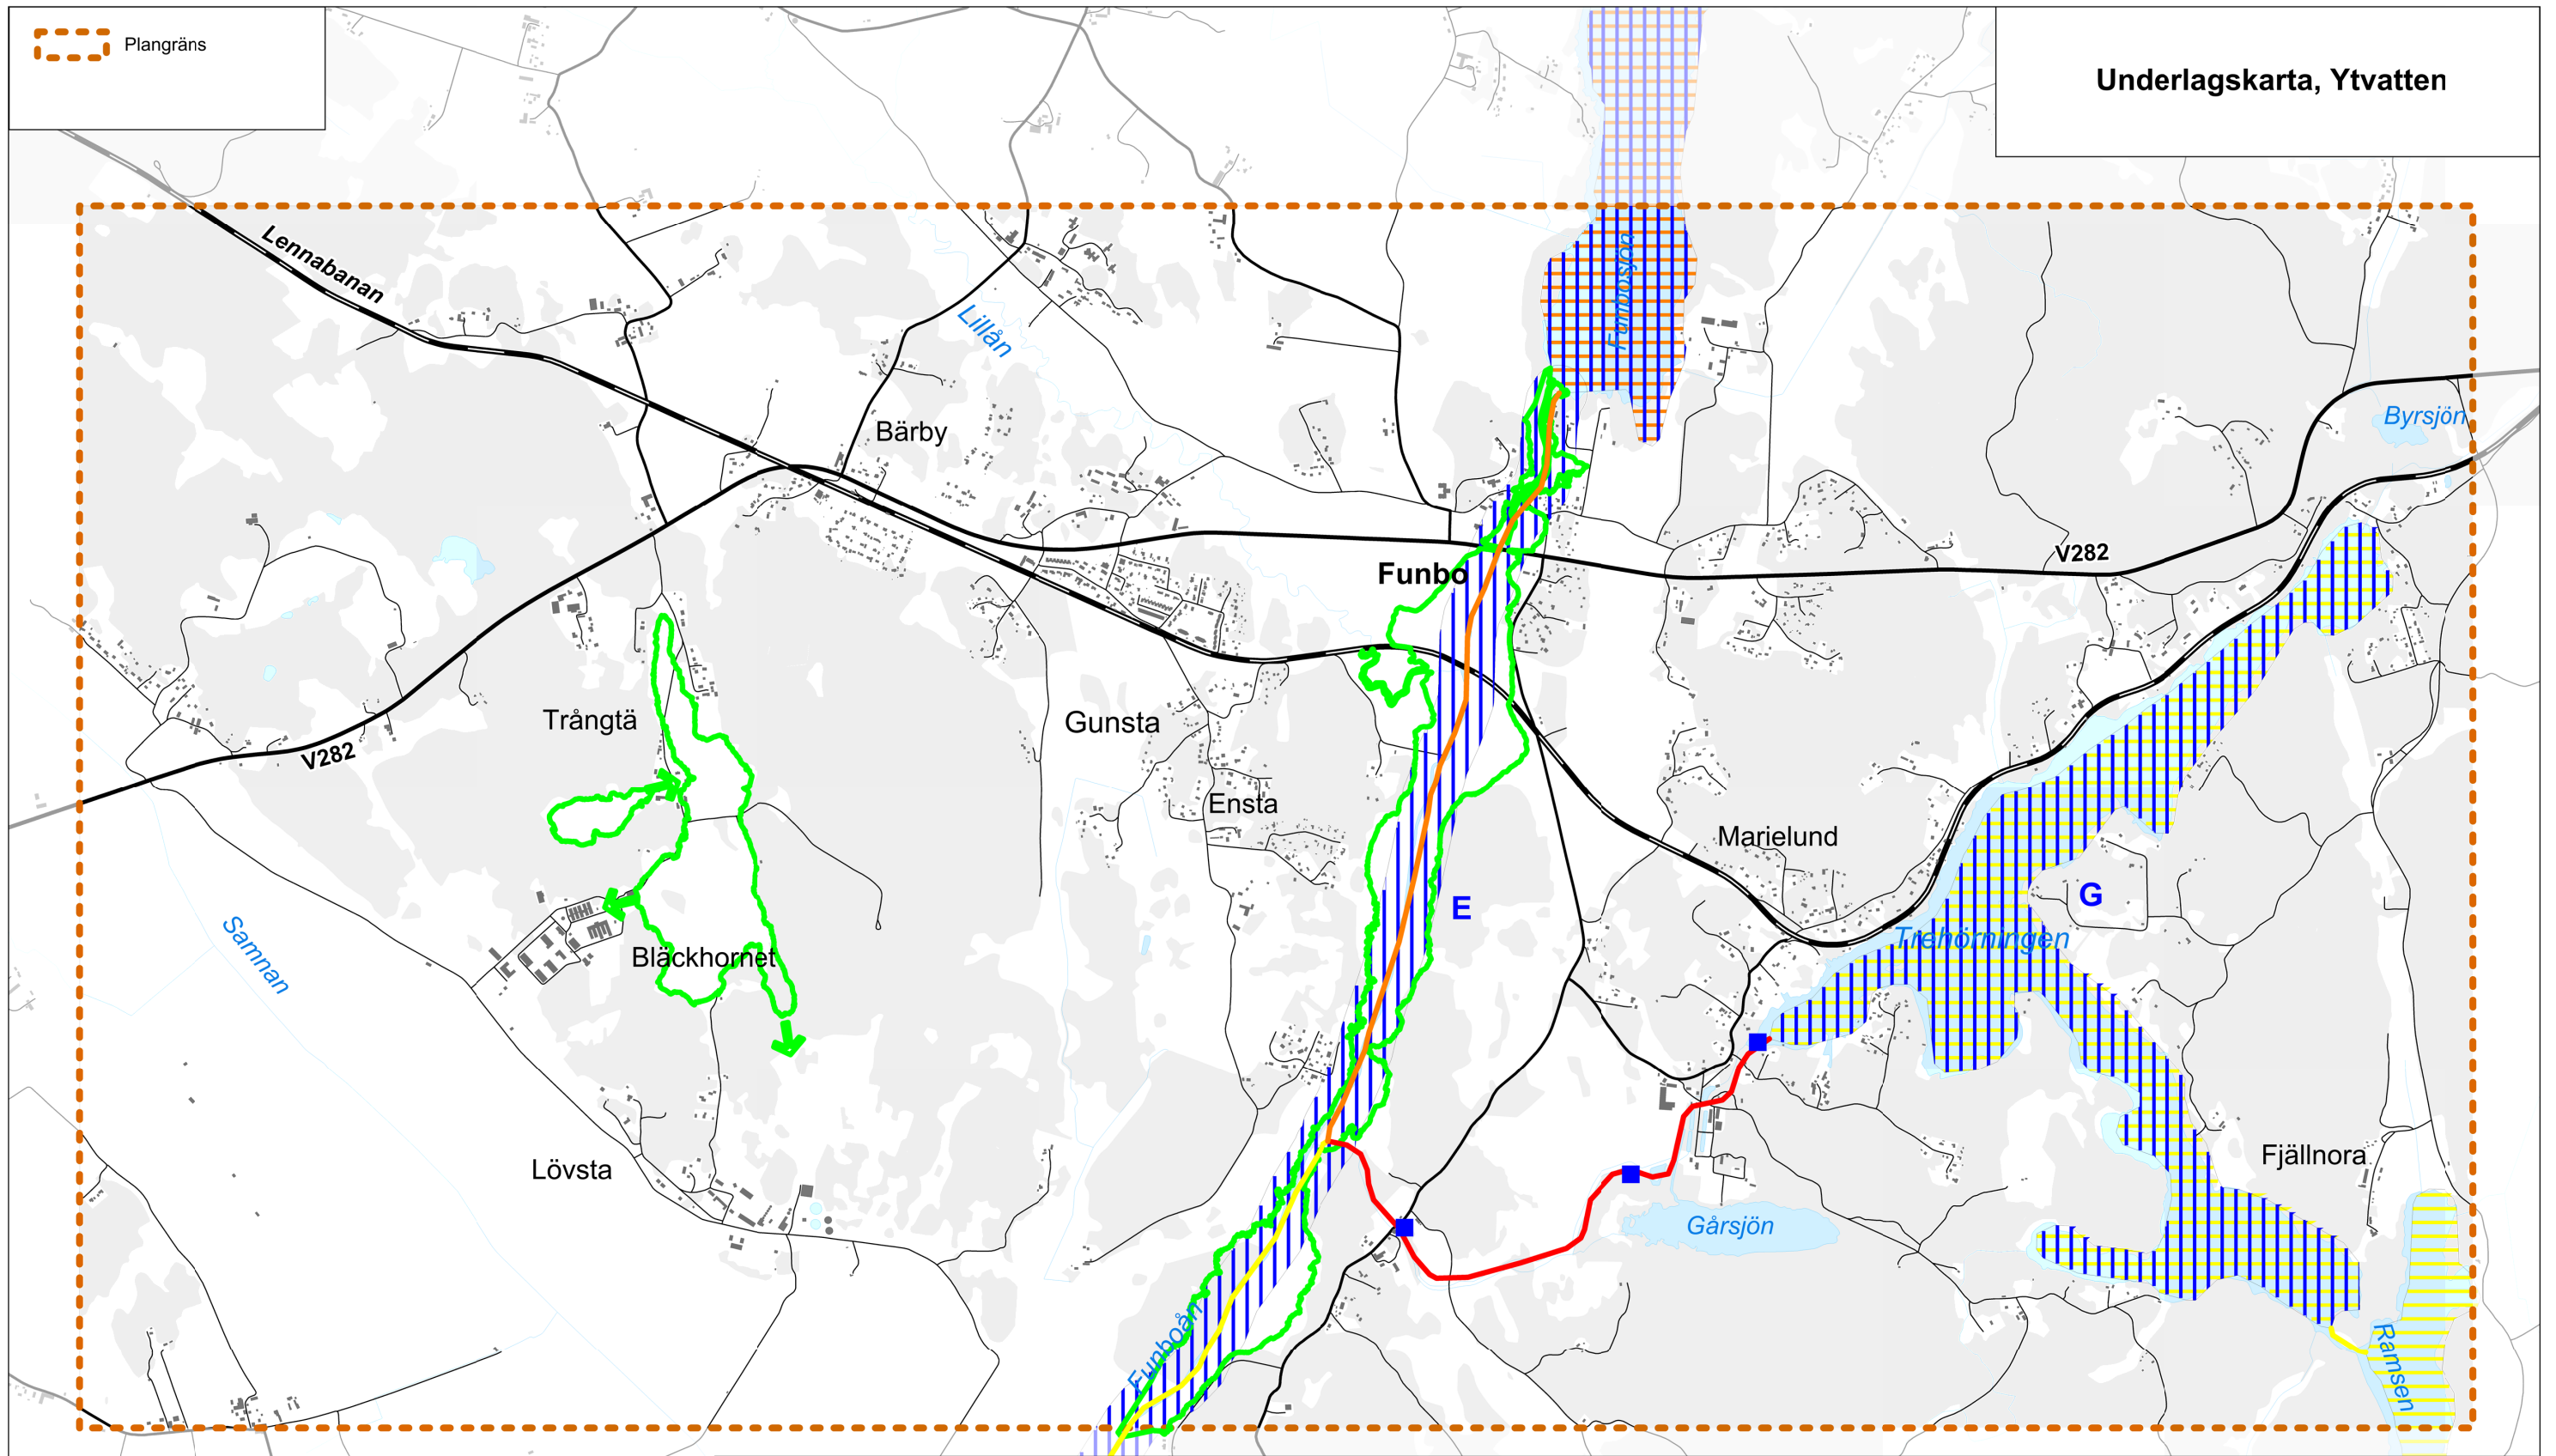 Plangräns
Underlagskarta, Ytvatten
Lennabanan
Funbosjön
Lillån
Byrsjön
Bärby
V282
Funbo
Trångtä
Gunsta
V282
Ensta
Marielund
E
G
Trehörningen
Samnan
Bläckhornet
Fjällnora
Lövsta
Gårsjön
Funboån
Ramsen